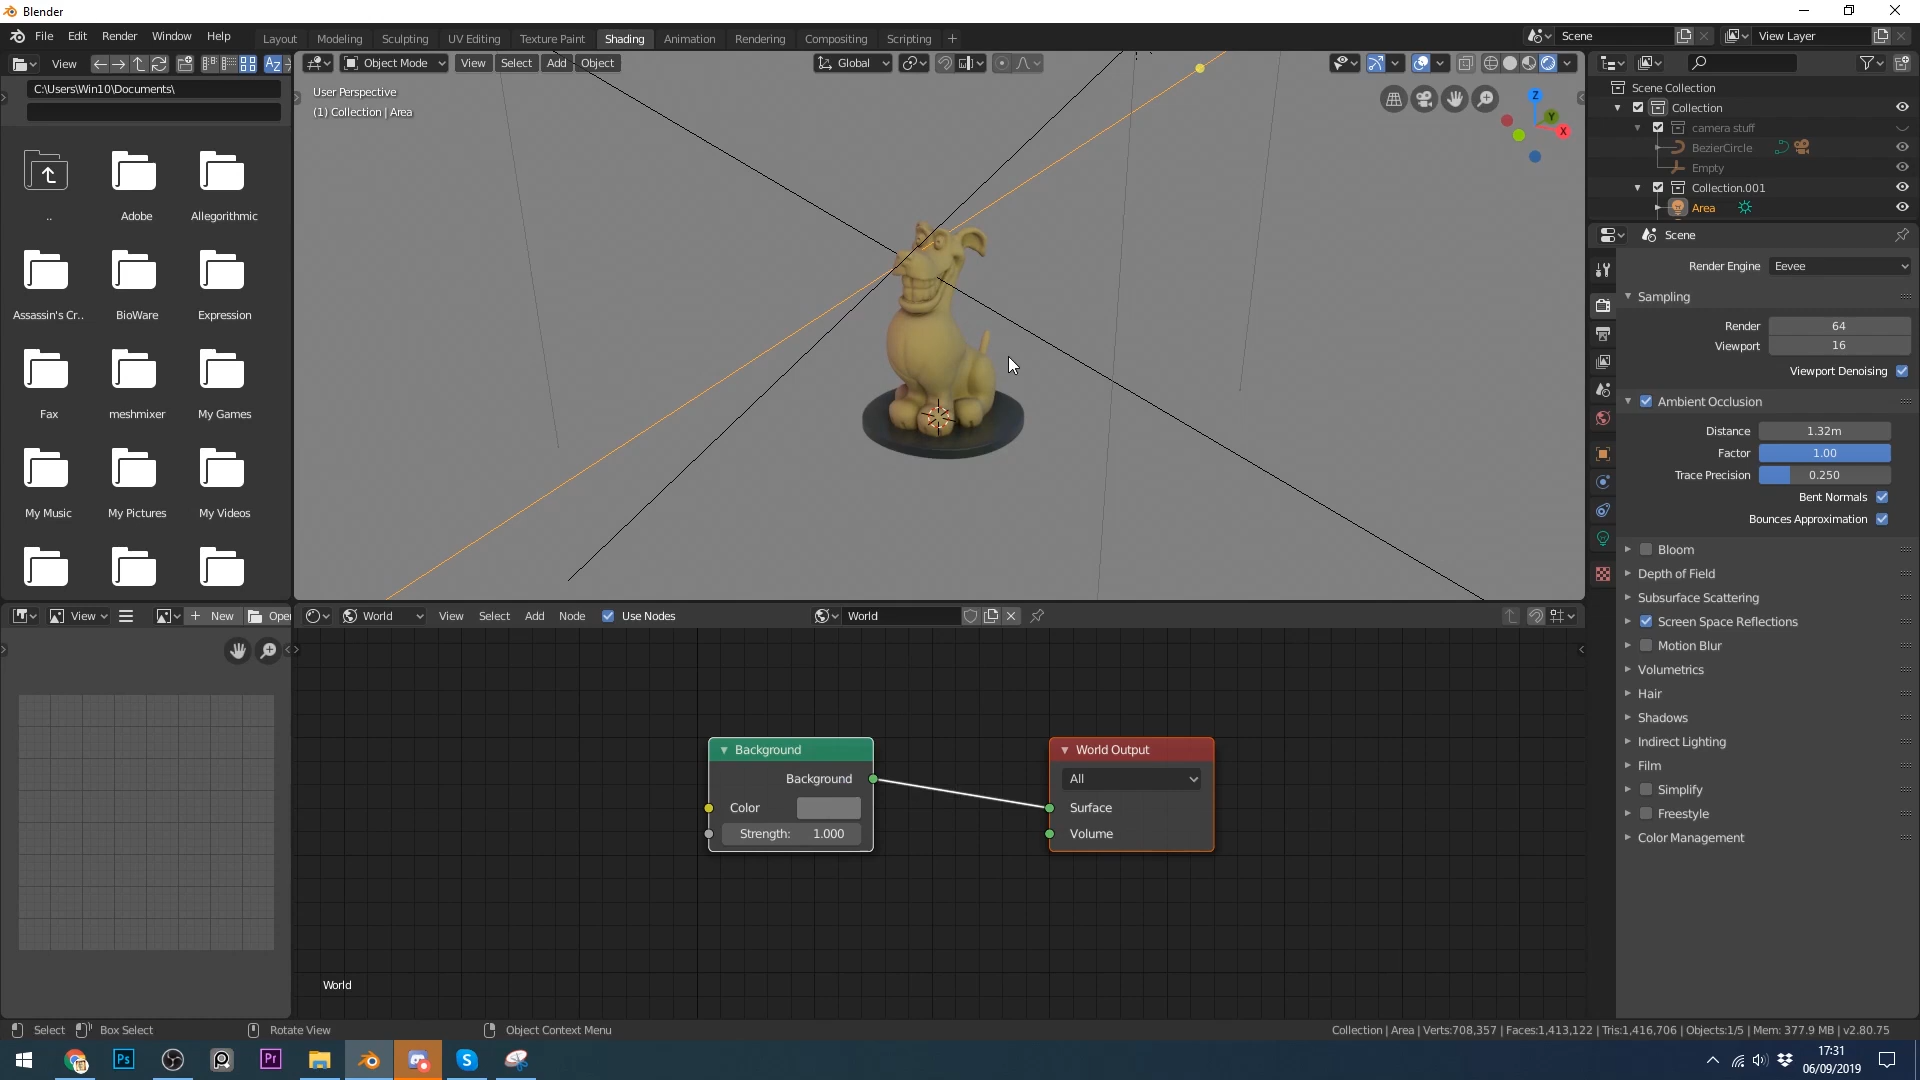 Blender
File Edit Render Window Help
Layout Modeling Sculpting UV Editing Texture Paint Shading Animation Rendering Compositing Scripting
Scene
View Layer
View
Object Mode View Select Add Object
Global
C:\Users\Win10\Documents\
User Perspective
(1) Collection | Area
Z
Y
X
..
Adobe
Allegorithmic
Assassin's Cr..
BioWare
Expression
Fax
meshmixer
My Games
My Music
My Pictures
My Videos
Scene Collection
Collection
camera stuff
BezierCircle
Empty
Collection.001
Area
Scene
Render Engine Eevee
Sampling
Render 64
Viewport 16
Viewport Denoising
Ambient Occlusion
Distance 1.32m
Factor 1.00
Trace Precision 0.250
Bent Normals
Bounces Approximation
Bloom
Depth of Field
Subsurface Scattering
Screen Space Reflections
Motion Blur
Volumetrics
Hair
Shadows
Indirect Lighting
Film
Simplify
Freestyle
Color Management
View
New
Open
World View Select Add Node Use Nodes
World
Background
Background
Color
Strength: 1.000
World Output
All
Surface
Volume
World
Select Box Select Rotate View Object Context Menu
Collection | Area | Verts:708,357 | Faces:1,413,122 | Tris:1,416,706 | Objects:1/5 | Mem: 377.9 MB | v2.80.75
Ps
Pr
17:31
06/09/2019